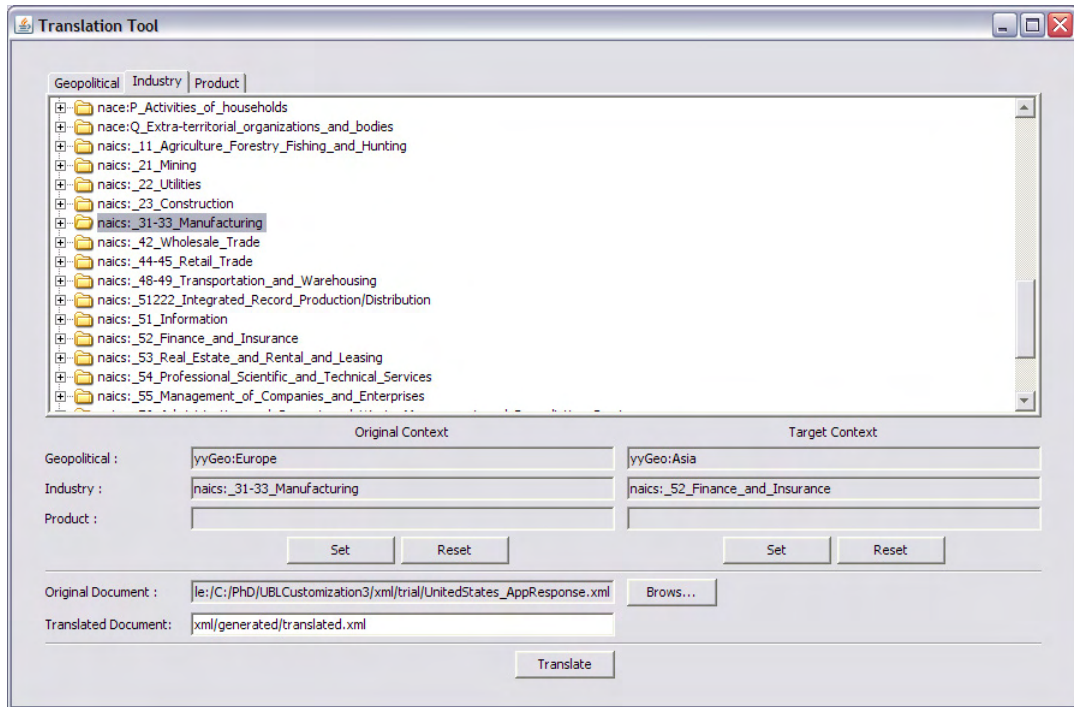 Translation Tool
Geopolitical Industry Product
nace:P_Activities_of_households
nace:Q_Extra-territorial_organizations_and_bodies
naics:_11_Agriculture_Forestry_Fishing_and_Hunting
naics:_21_Mining
naics:_22_Utilities
naics:_23_Construction
naics:_31-33_Manufacturing
naics:_42_Wholesale_Trade
naics:_44-45_Retail_Trade
naics:_48-49_Transportation_and_Warehousing
naics:_51222_Integrated_Record_Production/Distribution
naics:_51_Information
naics:_52_Finance_and_Insurance
naics:_53_Real_Estate_and_Rental_and_Leasing
naics:_54_Professional_Scientific_and_Technical_Services
naics:_55_Management_of_Companies_and_Enterprises
Original Context Target Context
Geopolitical : yyGeo:Europe yyGeo:Asia
Industry : naics:_31-33_Manufacturing naics:_52_Finance_and_Insurance
Product :
Set Reset Set Reset
Original Document : le:/C:/PhD/UBLCustomization3/xml/trial/UnitedStates_AppResponse.xml Brows...
Translated Document: xml/generated/translated.xml
Translate